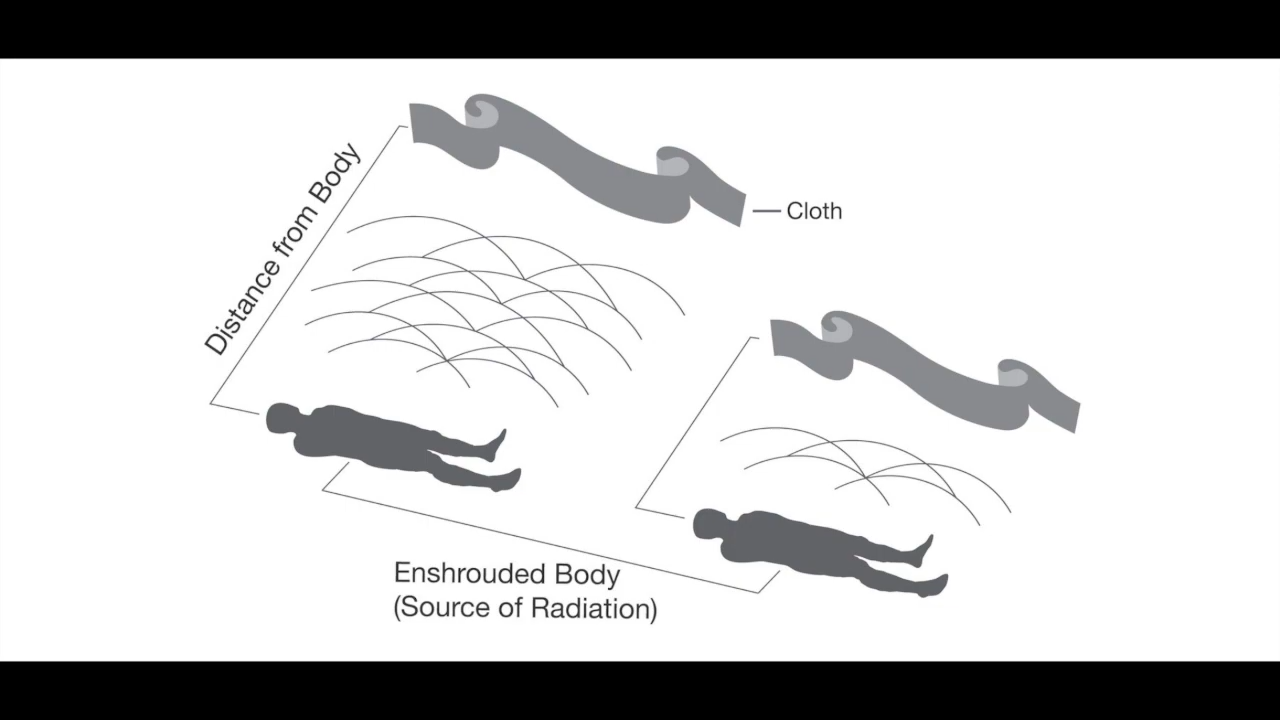 Distance from Body
Cloth
Enshrouded Body
(Source of Radiation)